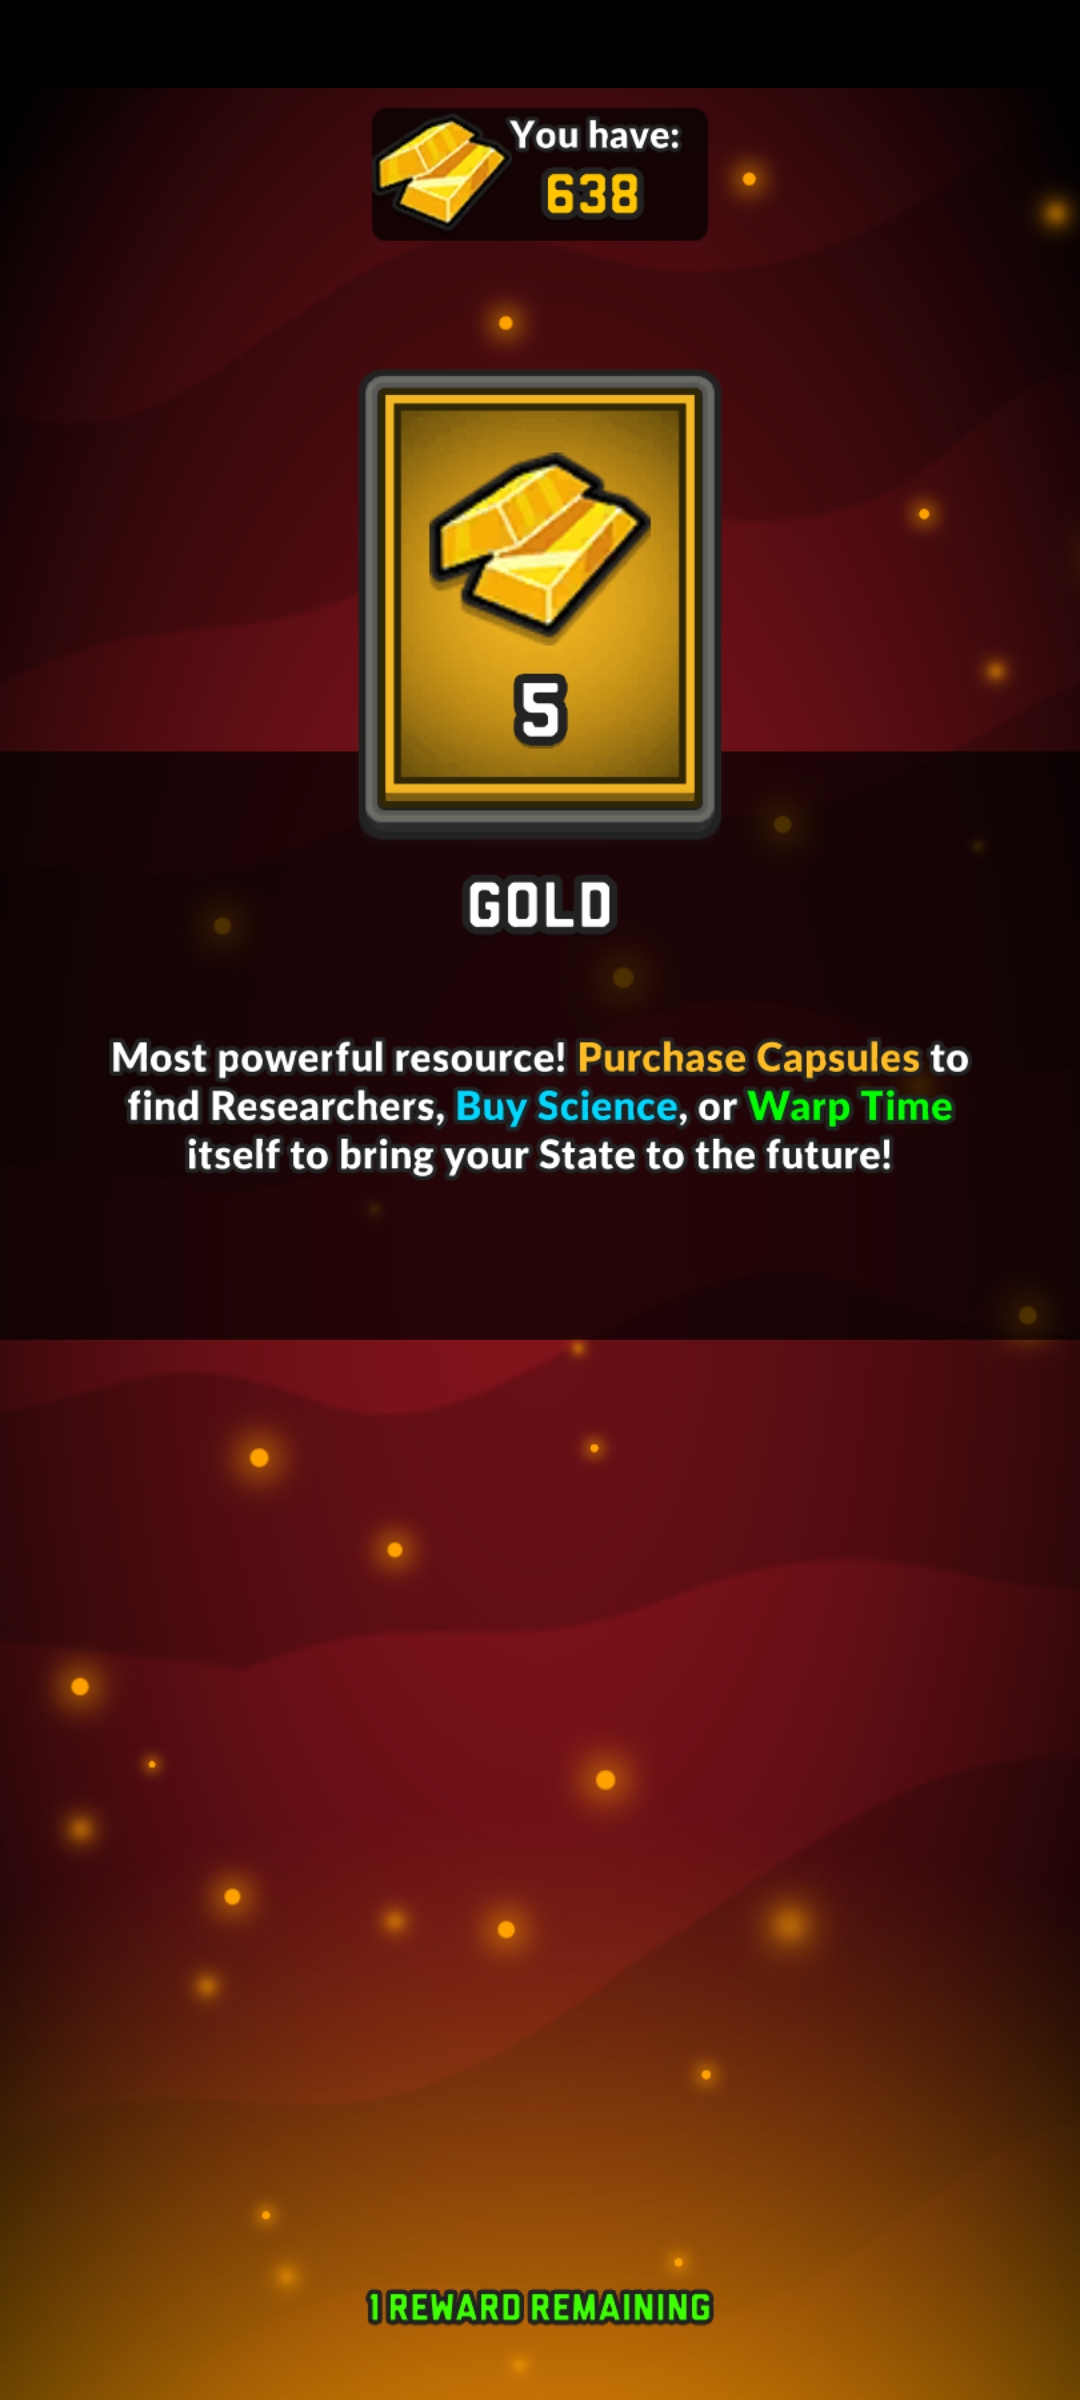 You have:
638
5
GOLD
Most powerful resource! Purchase Capsules to
find Researchers, Buy Science, or Warp Time
itself to bring your State to the future!
1 REWARD REMAINING